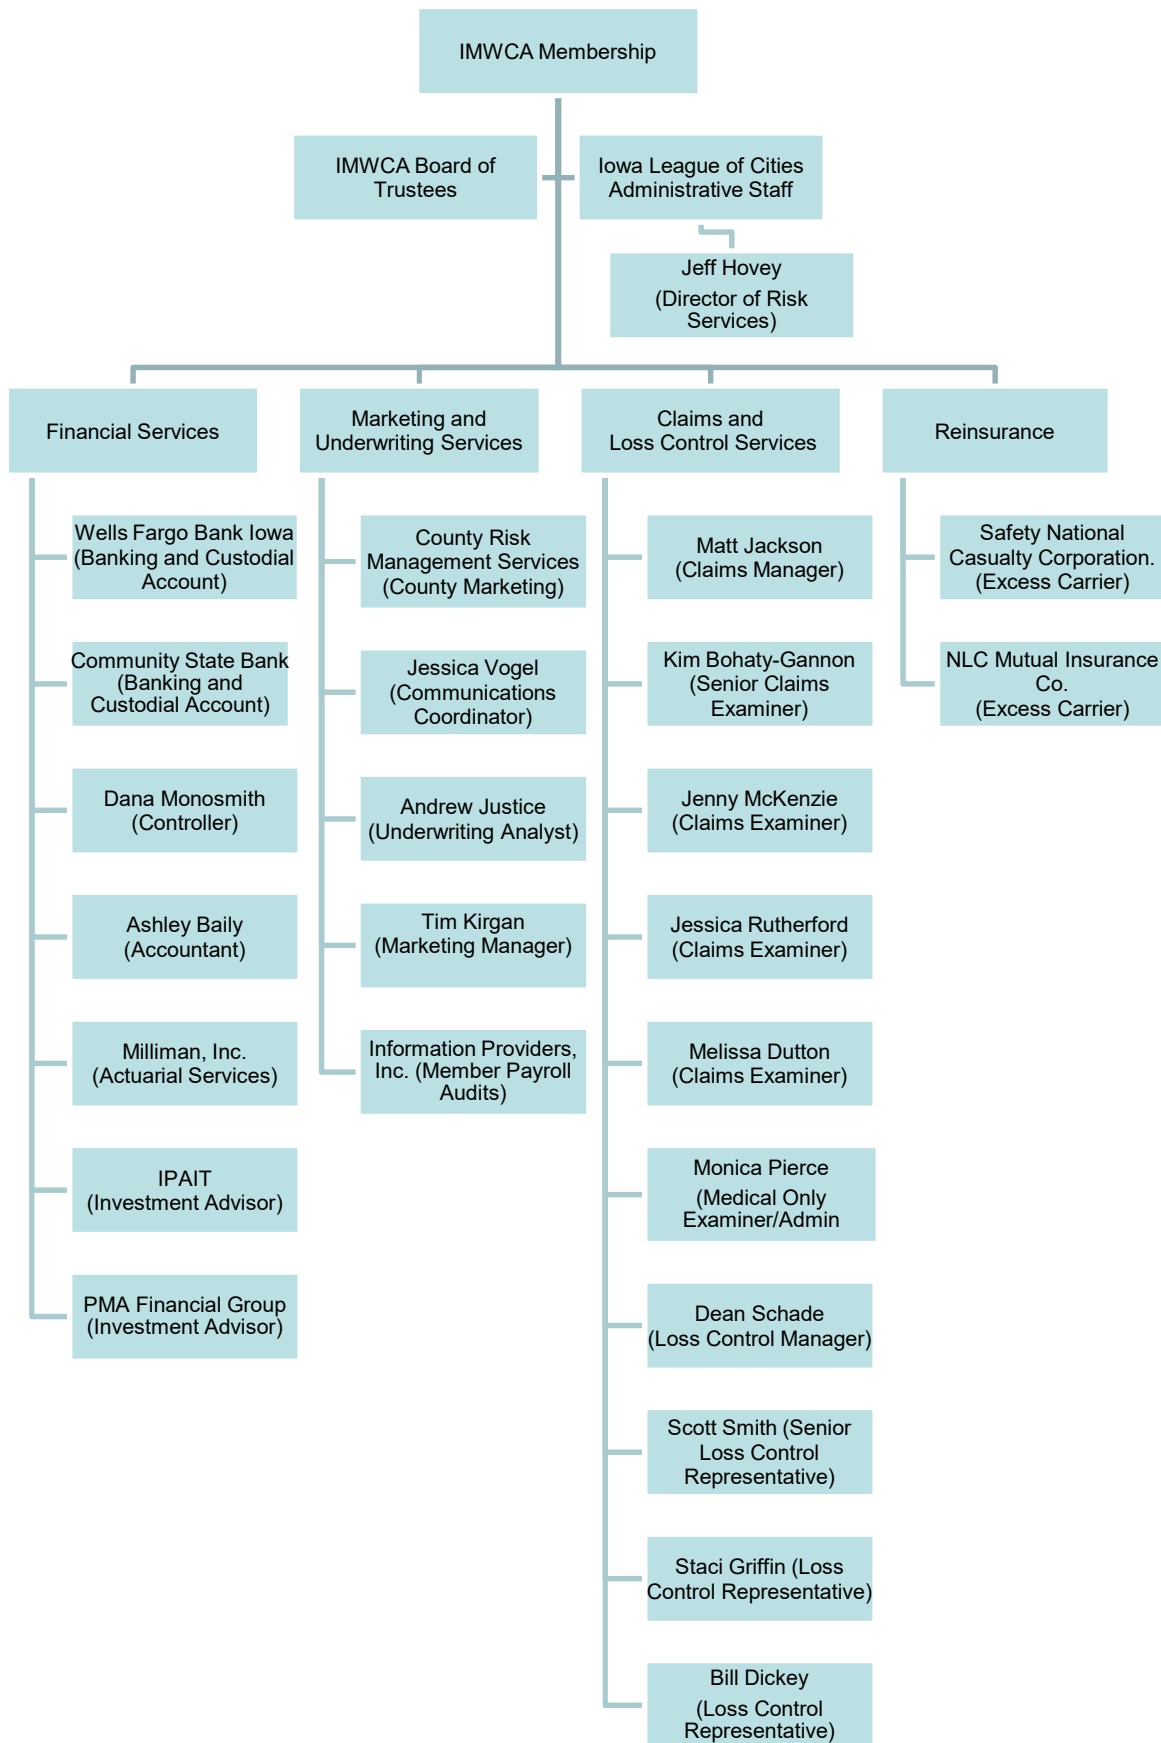 IMWCA Membership
IMWCA Board of
Trustees
Iowa League of Cities
Administrative Staff
Jeff Hovey
(Director of Risk
Services)
Financial Services
Wells Fargo Bank Iowa
(Banking and Custodial
Account)
Community State Bank
(Banking and
Custodial Account)
Dana Monosmith
(Controller)
Ashley Baily
(Accountant)
Milliman, Inc.
(Actuarial Services)
IPAIT
(Investment Advisor)
PMA Financial Group
(Investment Advisor)
Marketing and
Underwriting Services
County Risk
Management Services
(County Marketing)
Jessica Vogel
(Communications
Coordinator)
Andrew Justice
(Underwriting Analyst)
Tim Kirgan
(Marketing Manager)
Information Providers,
Inc. (Member Payroll
Audits)
Claims and
Loss Control Services
Matt Jackson
(Claims Manager)
Kim Bohaty-Gannon
(Senior Claims
Examiner)
Jenny McKenzie
(Claims Examiner)
Jessica Rutherford
(Claims Examiner)
Melissa Dutton
(Claims Examiner)
Monica Pierce
(Medical Only
Examiner/Admin
Dean Schade
(Loss Control Manager)
Scott Smith (Senior
Loss Control
Representative)
Staci Griffin (Loss
Control Representative)
Bill Dickey
(Loss Control
Representative)
Reinsurance
Safety National
Casualty Corporation.
(Excess Carrier)
NLC Mutual Insurance
Co.
(Excess Carrier)